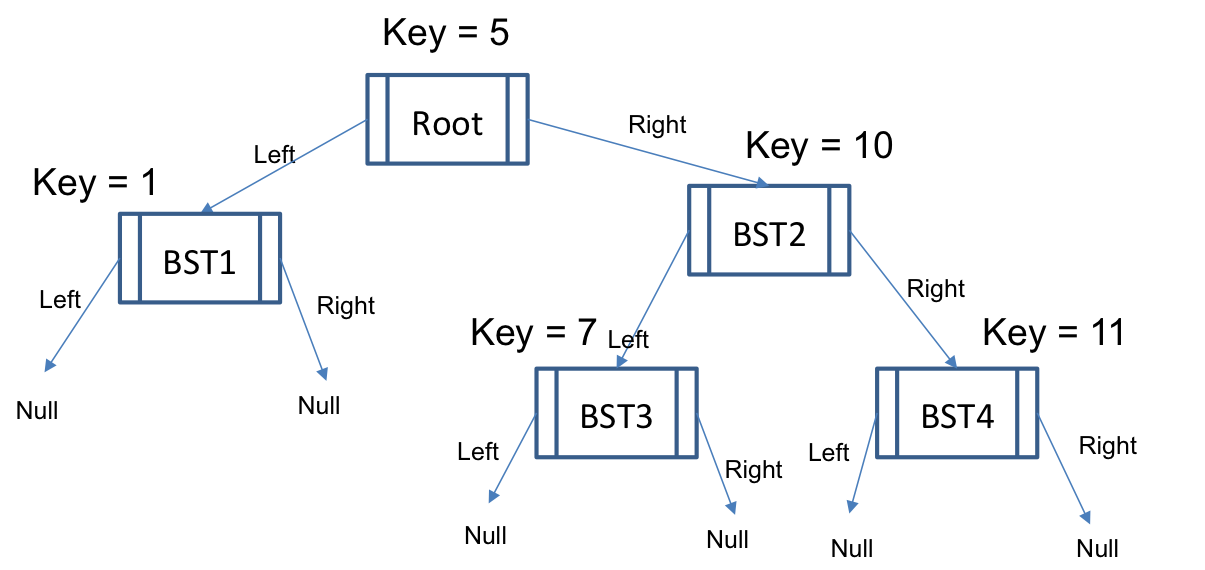 Key = 5
Root
Left
Right
Key = 10
Key = 1
BST1
BST2
Left
Right
Right
Key = 7
Left
Key = 11
Null
Null
BST3
BST4
Left
Right
Left
Right
Null
Null
Null
Null